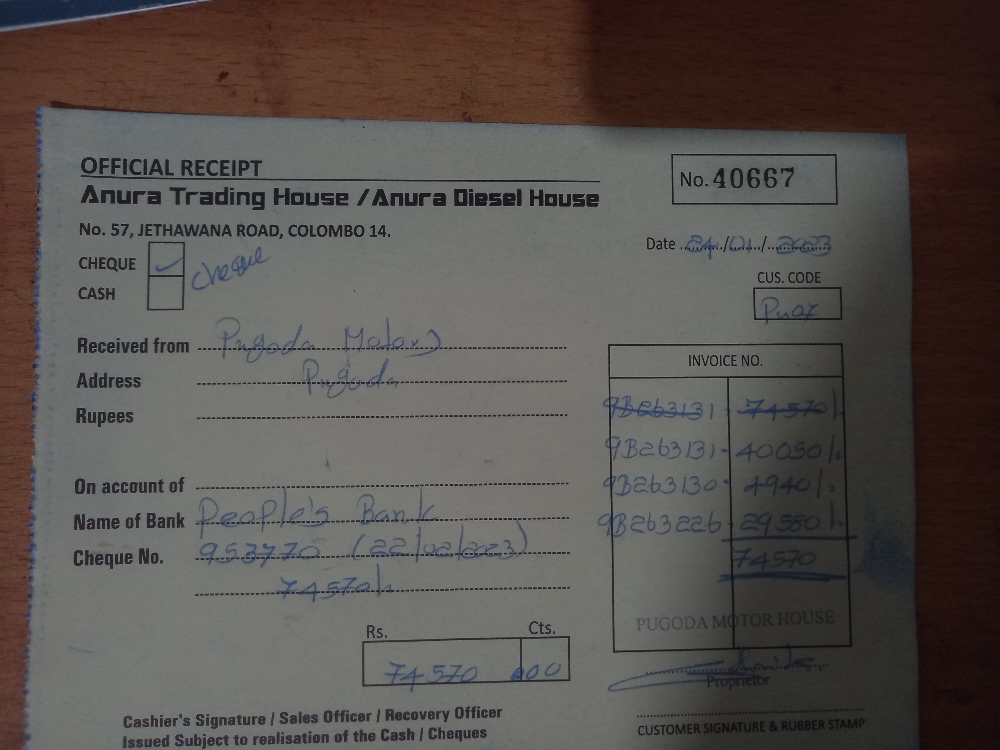 OFFICIAL RECEIPT
No. 40667
Anura Trading House / Anura Diesel House
No. 57, JETHAWANA ROAD, COLOMBO 14.
Date 24/01/2023
CHEQUE ✓ cheque
CASH
CUS. CODE
Received from Pugoda Motors
Address Pugoda
Rupees
INVOICE NO.
9B263131 74570/-
9B263131- 40050/-
9B263130- 4940/-
9B263226- 29580/-
74570
On account of
Name of Bank People's Bank
Cheque No. 953770 (22/02/2023)
74570/-
PUGODA MOTOR HOUSE
Proprietor
Rs. Cts.
74570 00
Cashier's Signature / Sales Officer / Recovery Officer
Issued Subject to realisation of the Cash / Cheques
CUSTOMER SIGNATURE & RUBBER STAMP